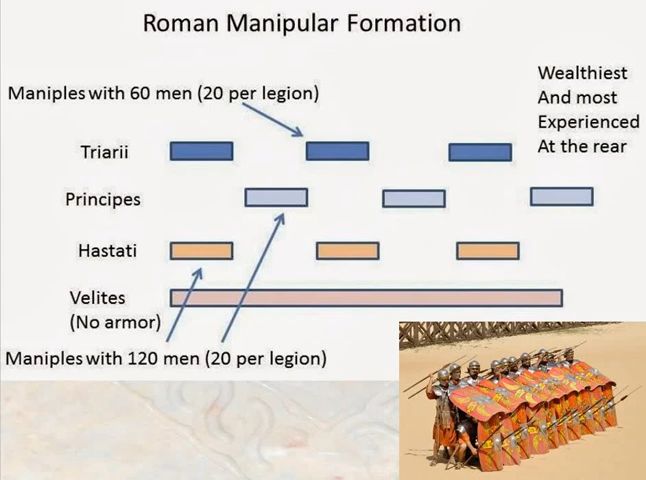 Roman Manipular Formation
Wealthiest
And most
Experienced
At the rear
Maniples with 60 men (20 per legion)
Triarii
Principes
Hastati
Velites
(No armor)
Maniples with 120 men (20 per legion)